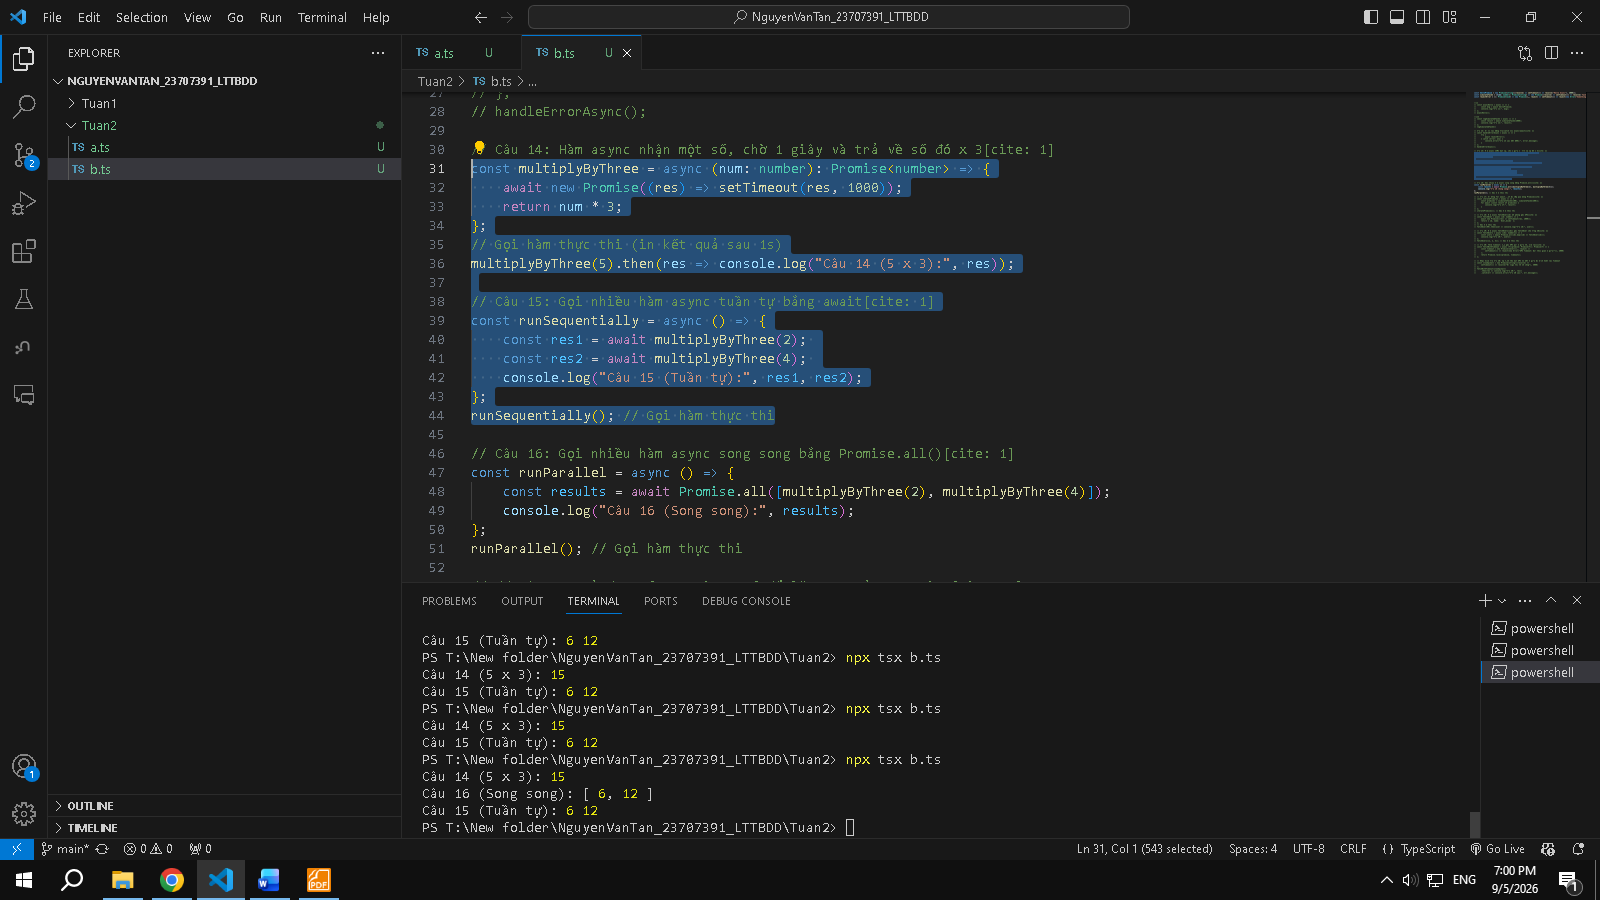 File Edit Selection View Go Run Terminal Help
NguyenVanTan_23707391_LTTBDD
EXPLORER
NGUYENVANTAN_23707391_LTTBDD
Tuan1
Tuan2
TS a.ts U
TS b.ts U
OUTLINE
TIMELINE
2
1
TS a.ts U
TS b.ts U
Tuan2 > TS b.ts > ...
27 // };
28 // handleErrorAsync();
29
30 // Câu 14: Hàm async nhận một số, chờ 1 giây và trả về số đó x 3[cite: 1]
31 const multiplyByThree = async (num: number): Promise<number> => {
32 await new Promise((res) => setTimeout(res, 1000));
33 return num * 3;
34 };
35 // Gọi hàm thực thi (in kết quả sau 1s)
36 multiplyByThree(5).then(res => console.log("Câu 14 (5 x 3):", res));
37
38 // Câu 15: Gọi nhiều hàm async tuần tự bằng await[cite: 1]
39 const runSequentially = async () => {
40 const res1 = await multiplyByThree(2);
41 const res2 = await multiplyByThree(4);
42 console.log("Câu 15 (Tuần tự):", res1, res2);
43 };
44 runSequentially(); // Gọi hàm thực thi
45
46 // Câu 16: Gọi nhiều hàm async song song bằng Promise.all()[cite: 1]
47 const runParallel = async () => {
48 const results = await Promise.all([multiplyByThree(2), multiplyByThree(4)]);
49 console.log("Câu 16 (Song song):", results);
50 };
51 runParallel(); // Gọi hàm thực thi
52
PROBLEMS OUTPUT TERMINAL PORTS DEBUG CONSOLE
Câu 15 (Tuần tự): 6 12
PS T:\New folder\NguyenVanTan_23707391_LTTBDD\Tuan2> npx tsx b.ts
Câu 14 (5 x 3): 15
Câu 15 (Tuần tự): 6 12
PS T:\New folder\NguyenVanTan_23707391_LTTBDD\Tuan2> npx tsx b.ts
Câu 14 (5 x 3): 15
Câu 15 (Tuần tự): 6 12
PS T:\New folder\NguyenVanTan_23707391_LTTBDD\Tuan2> npx tsx b.ts
Câu 14 (5 x 3): 15
Câu 16 (Song song): [ 6, 12 ]
Câu 15 (Tuần tự): 6 12
PS T:\New folder\NguyenVanTan_23707391_LTTBDD\Tuan2>
powershell
powershell
powershell
main* 0 0 0
Ln 31, Col 1 (543 selected) Spaces: 4 UTF-8 CRLF {} TypeScript Go Live
W PDF
ENG 7:00 PM
9/5/2026
1